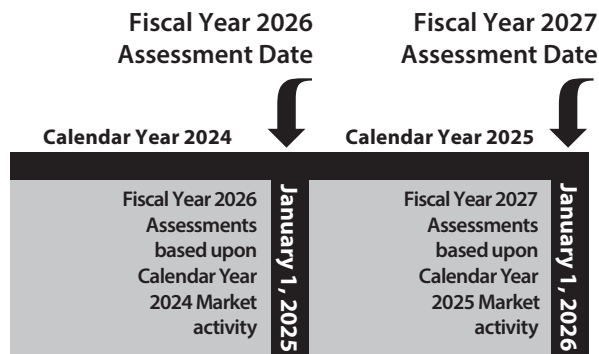 Fiscal Year 2026
Assessment Date
Fiscal Year 2027
Assessment Date
Calendar Year 2024
Calendar Year 2025
Fiscal Year 2026
Assessments
based upon
Calendar Year
2024 Market
activity
January 1, 2025
Fiscal Year 2027
Assessments
based upon
Calendar Year
2025 Market
activity
January 1, 2026